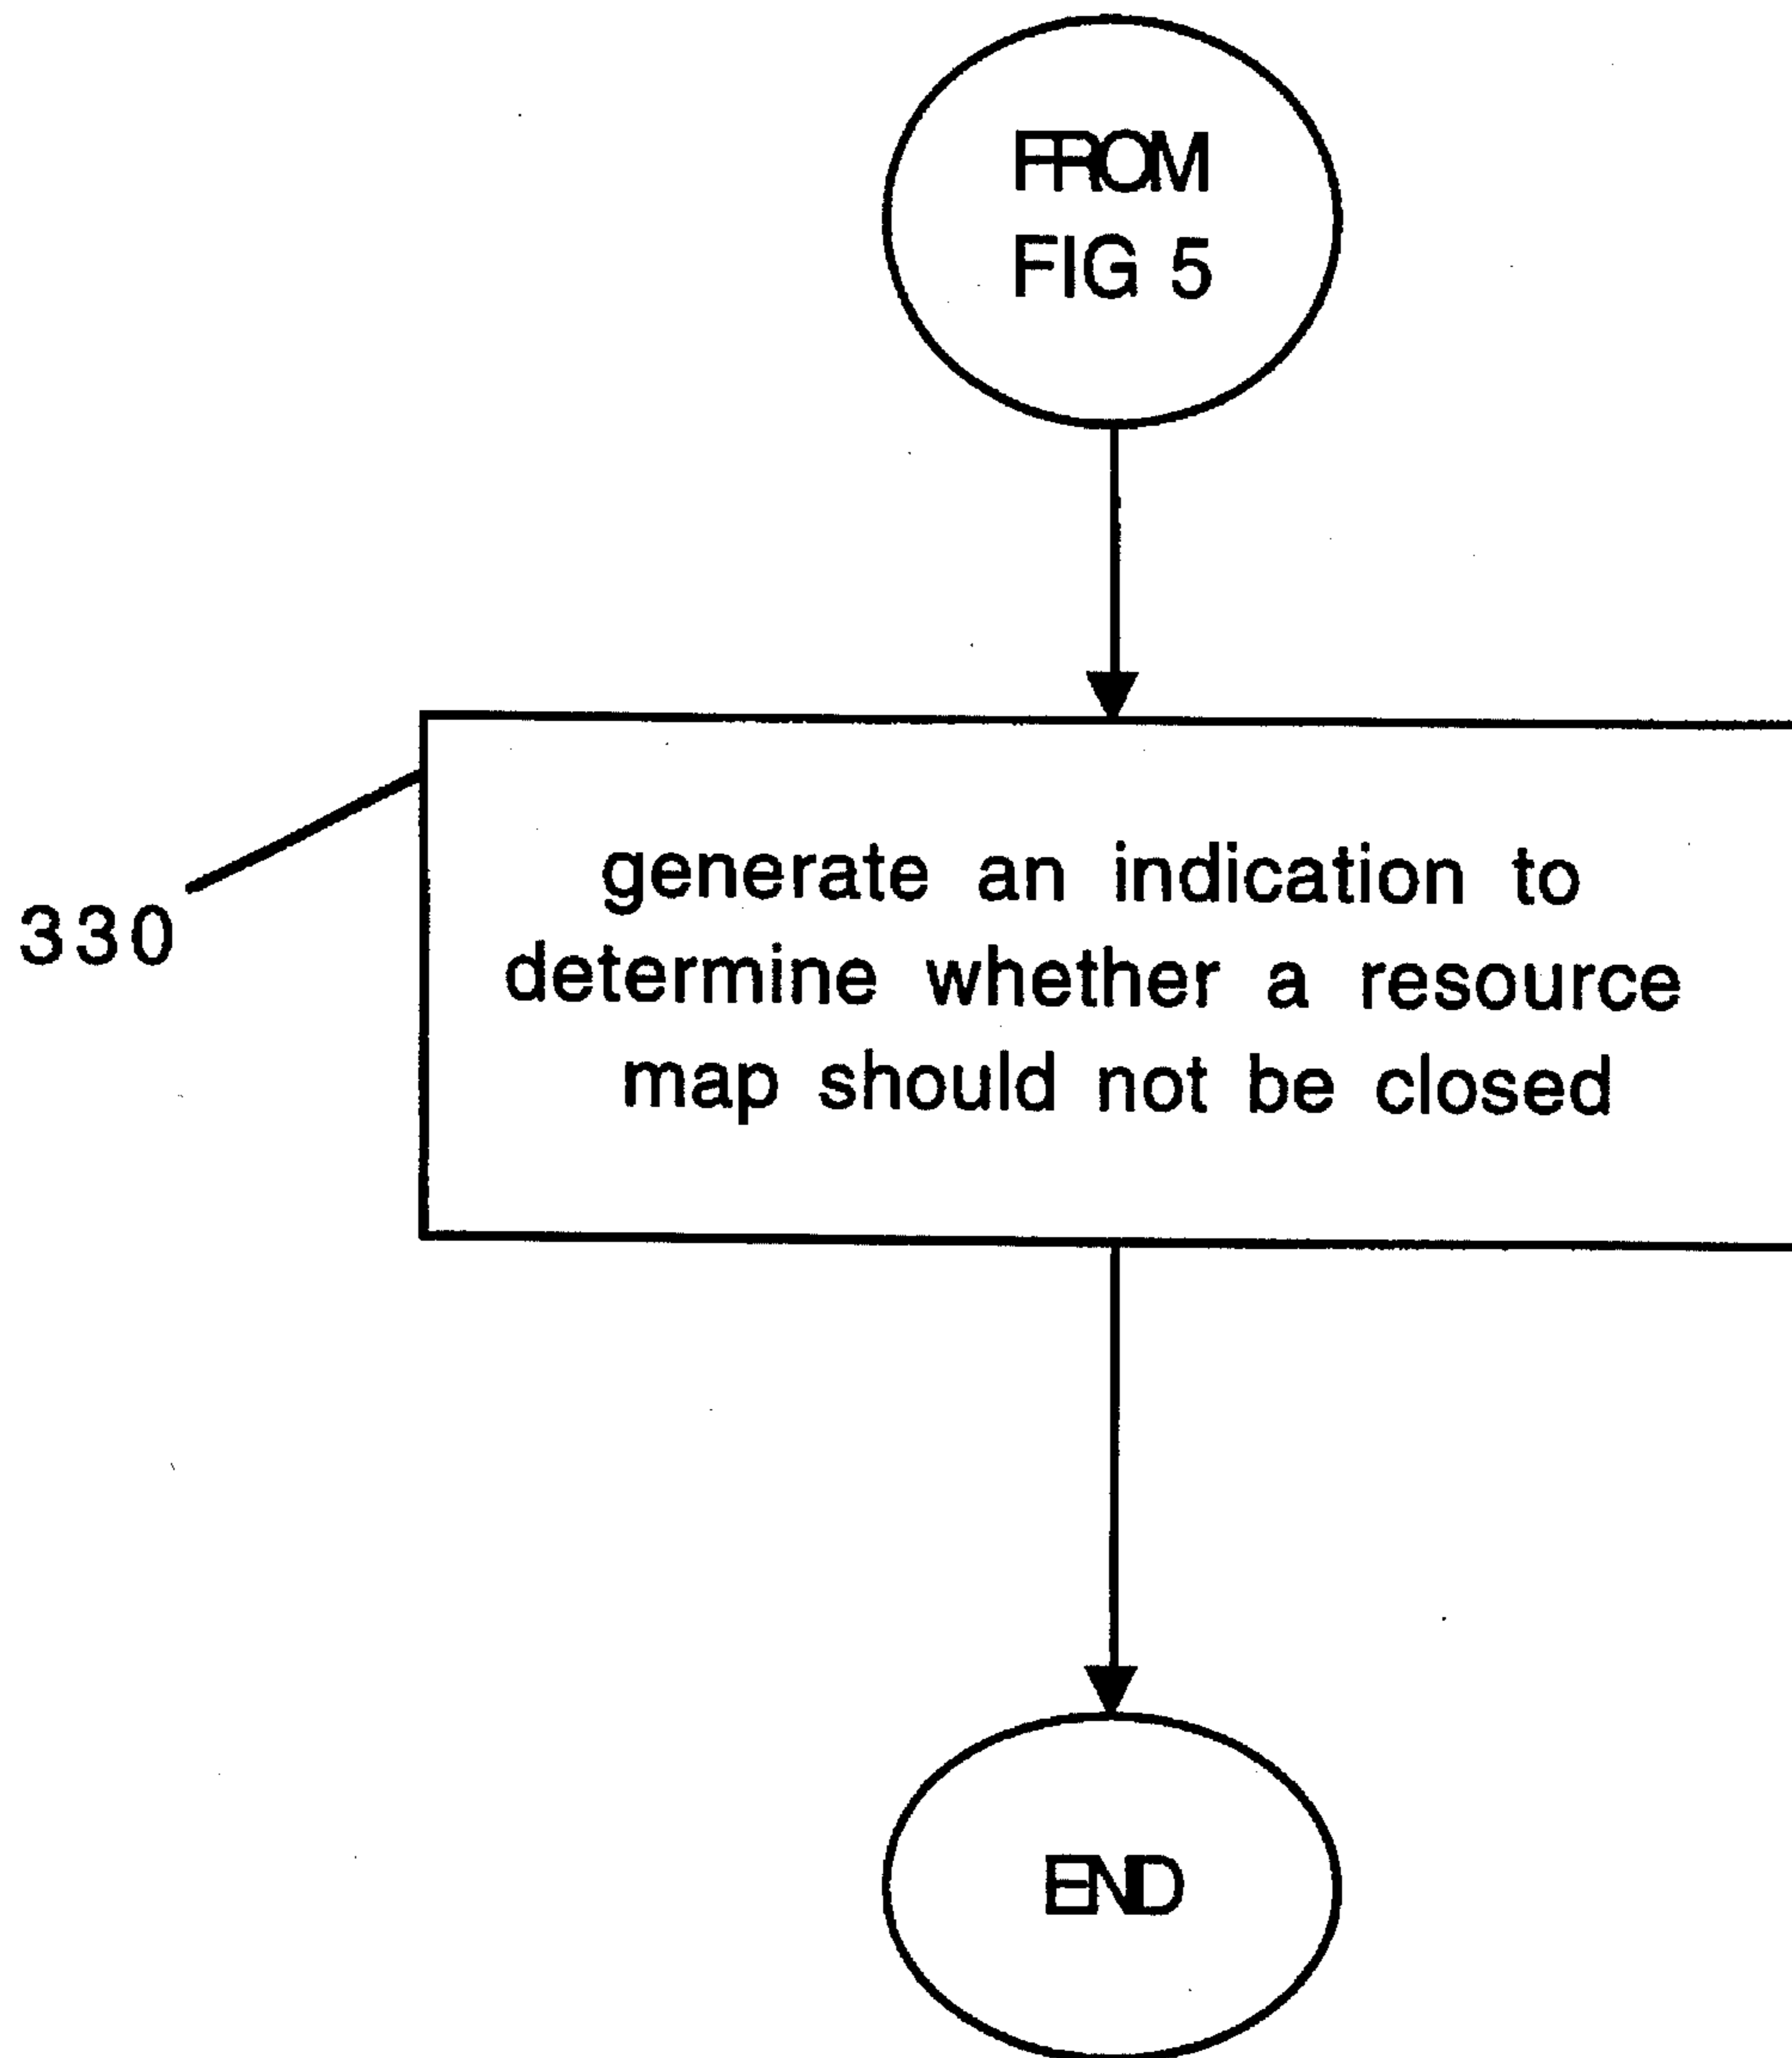 FROM
FIG 5
330
generate an indication to
determine whether a resource
map should not be closed
END